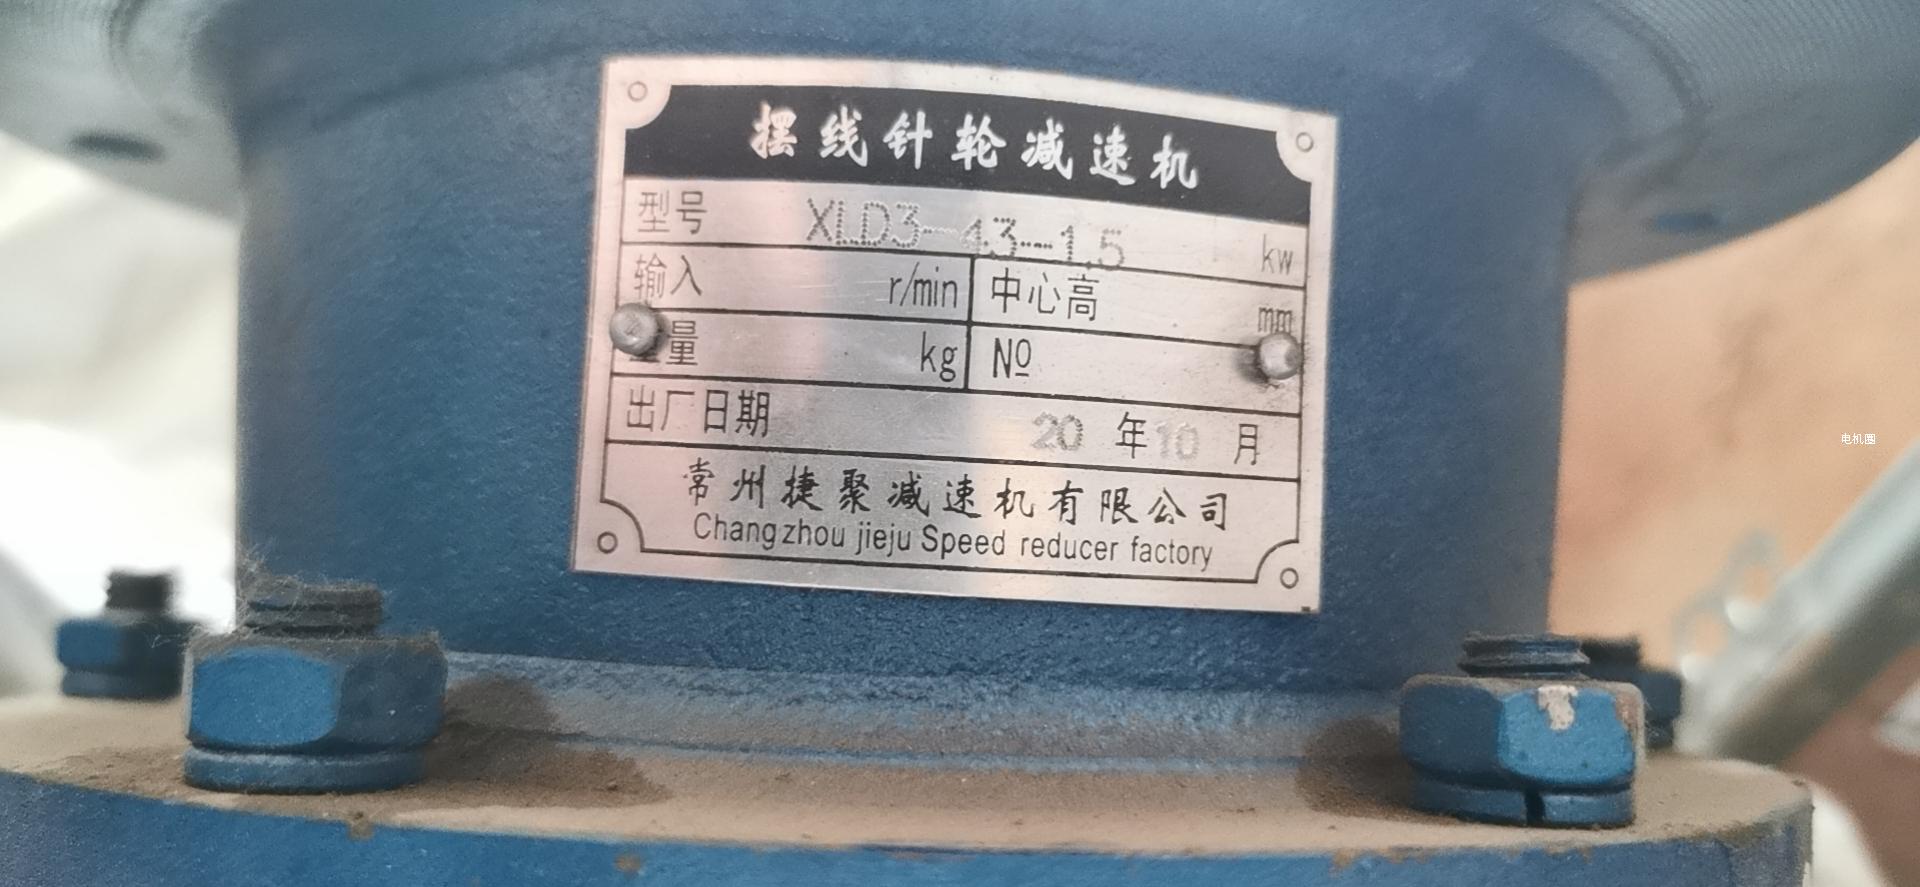 摆线针轮减速机
型号 XLD3-43-1.5 kw
输入 r/min 中心高 mm
量 kg №
出厂日期 20 年 10 月
常州捷聚减速机有限公司
Changzhou jieju Speed reducer factory
电机圈